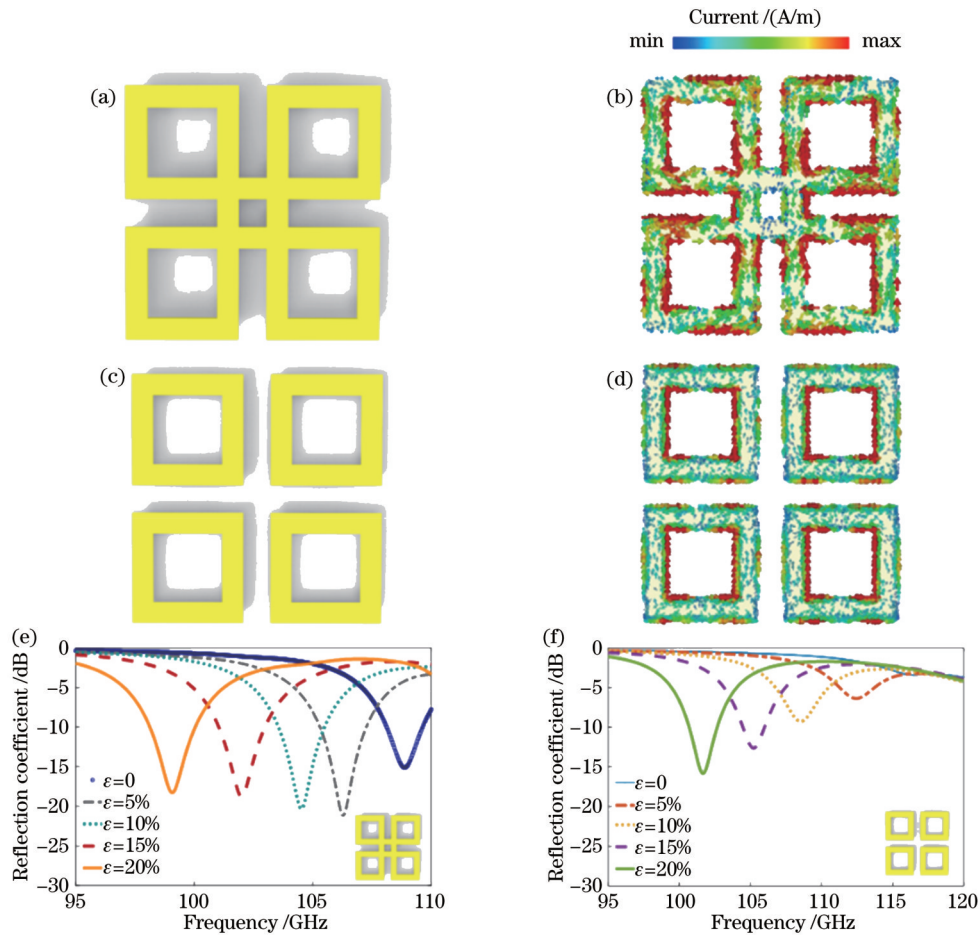 Current /(A/m)
min max
(a)
(b)
(c)
(d)
(e)
Reflection coefficient /dB
0
−5
−10
−15
−20
−25
−30
ε=0
ε=5%
ε=10%
ε=15%
ε=20%
95 100 105 110
Frequency /GHz
(f)
Reflection coefficient /dB
0
−5
−10
−15
−20
−25
−30
ε=0
ε=5%
ε=10%
ε=15%
ε=20%
95 100 105 110 115 120
Frequency /GHz